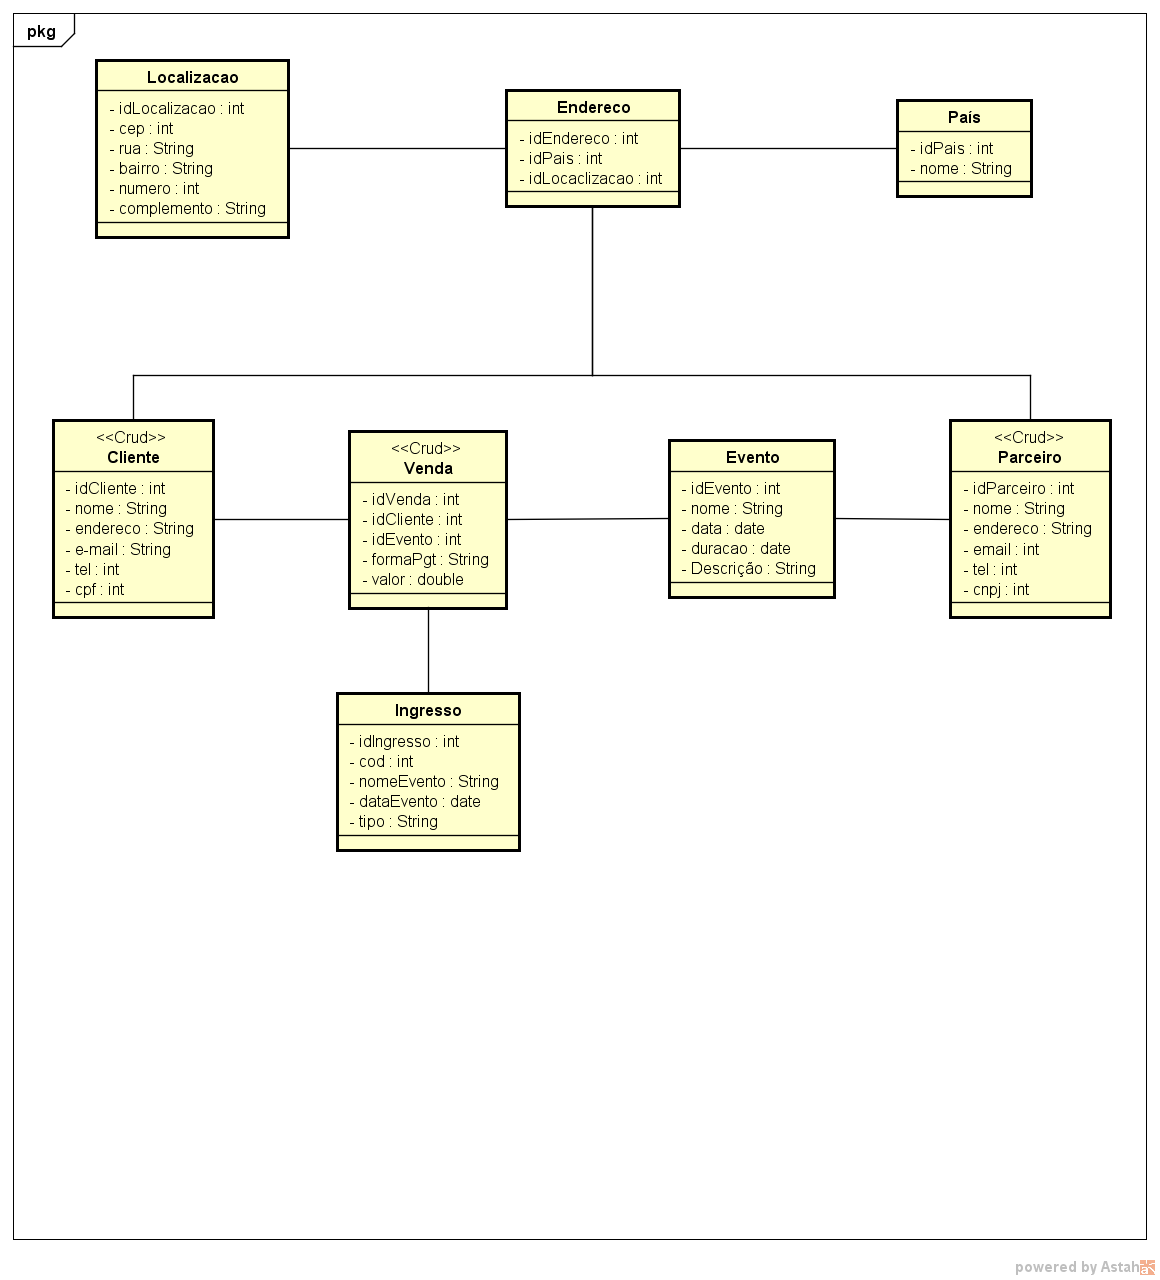 pkg
Localizacao
- idLocalizacao : int
- cep : int
- rua : String
- bairro : String
- numero : int
- complemento : String
Endereco
- idEndereco : int
- idPais : int
- idLocaclizacao : int
País
- idPais : int
- nome : String
<<Crud>>
Cliente
- idCliente : int
- nome : String
- endereco : String
- e-mail : String
- tel : int
- cpf : int
<<Crud>>
Venda
- idVenda : int
- idCliente : int
- idEvento : int
- formaPgt : String
- valor : double
Evento
- idEvento : int
- nome : String
- data : date
- duracao : date
- Descrição : String
<<Crud>>
Parceiro
- idParceiro : int
- nome : String
- endereco : String
- email : int
- tel : int
- cnpj : int
Ingresso
- idIngresso : int
- cod : int
- nomeEvento : String
- dataEvento : date
- tipo : String
powered by Astah